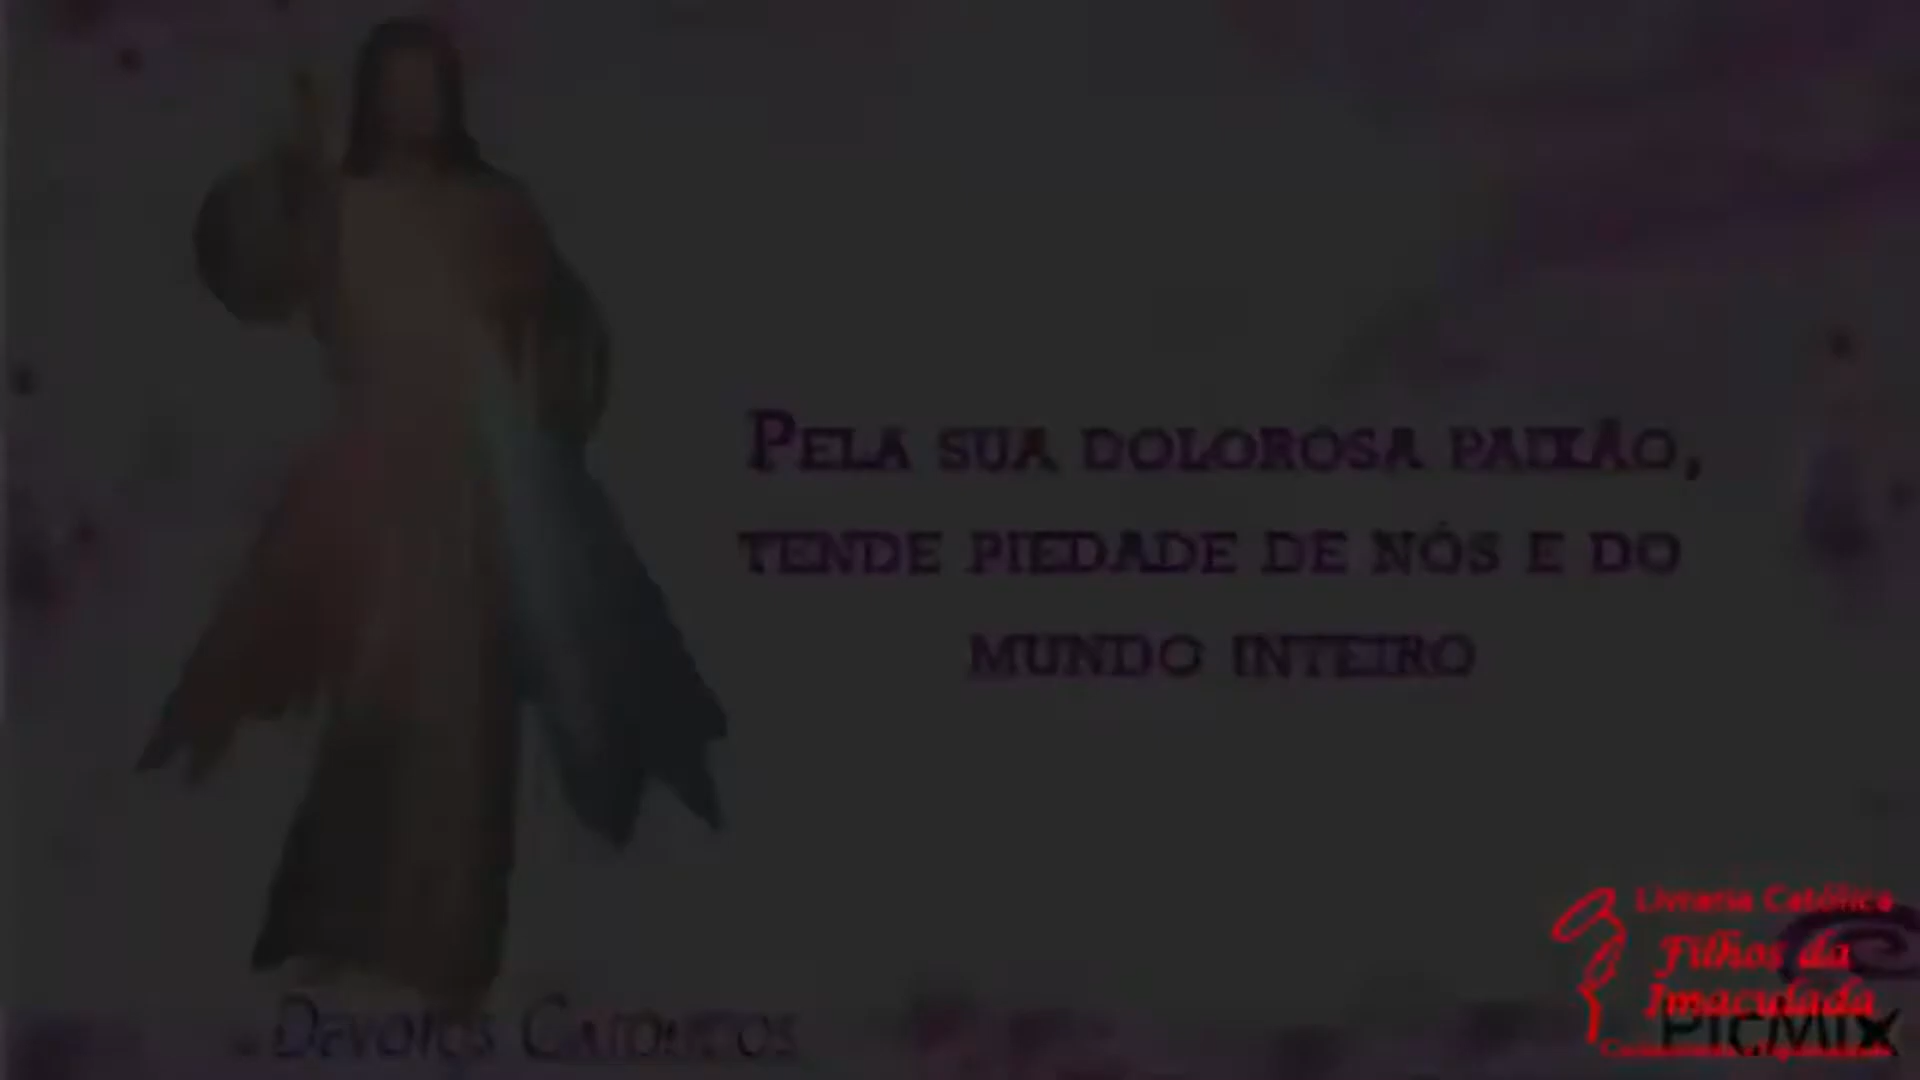 PELA SUA DOLOROSA PAIXÃO,
TENDE PIEDADE DE NÓS E DO
MUNDO INTEIRO
Livraria Católica
Filhos da
Imaculada
PICMIX
DEVOTOS CATÓLICOS